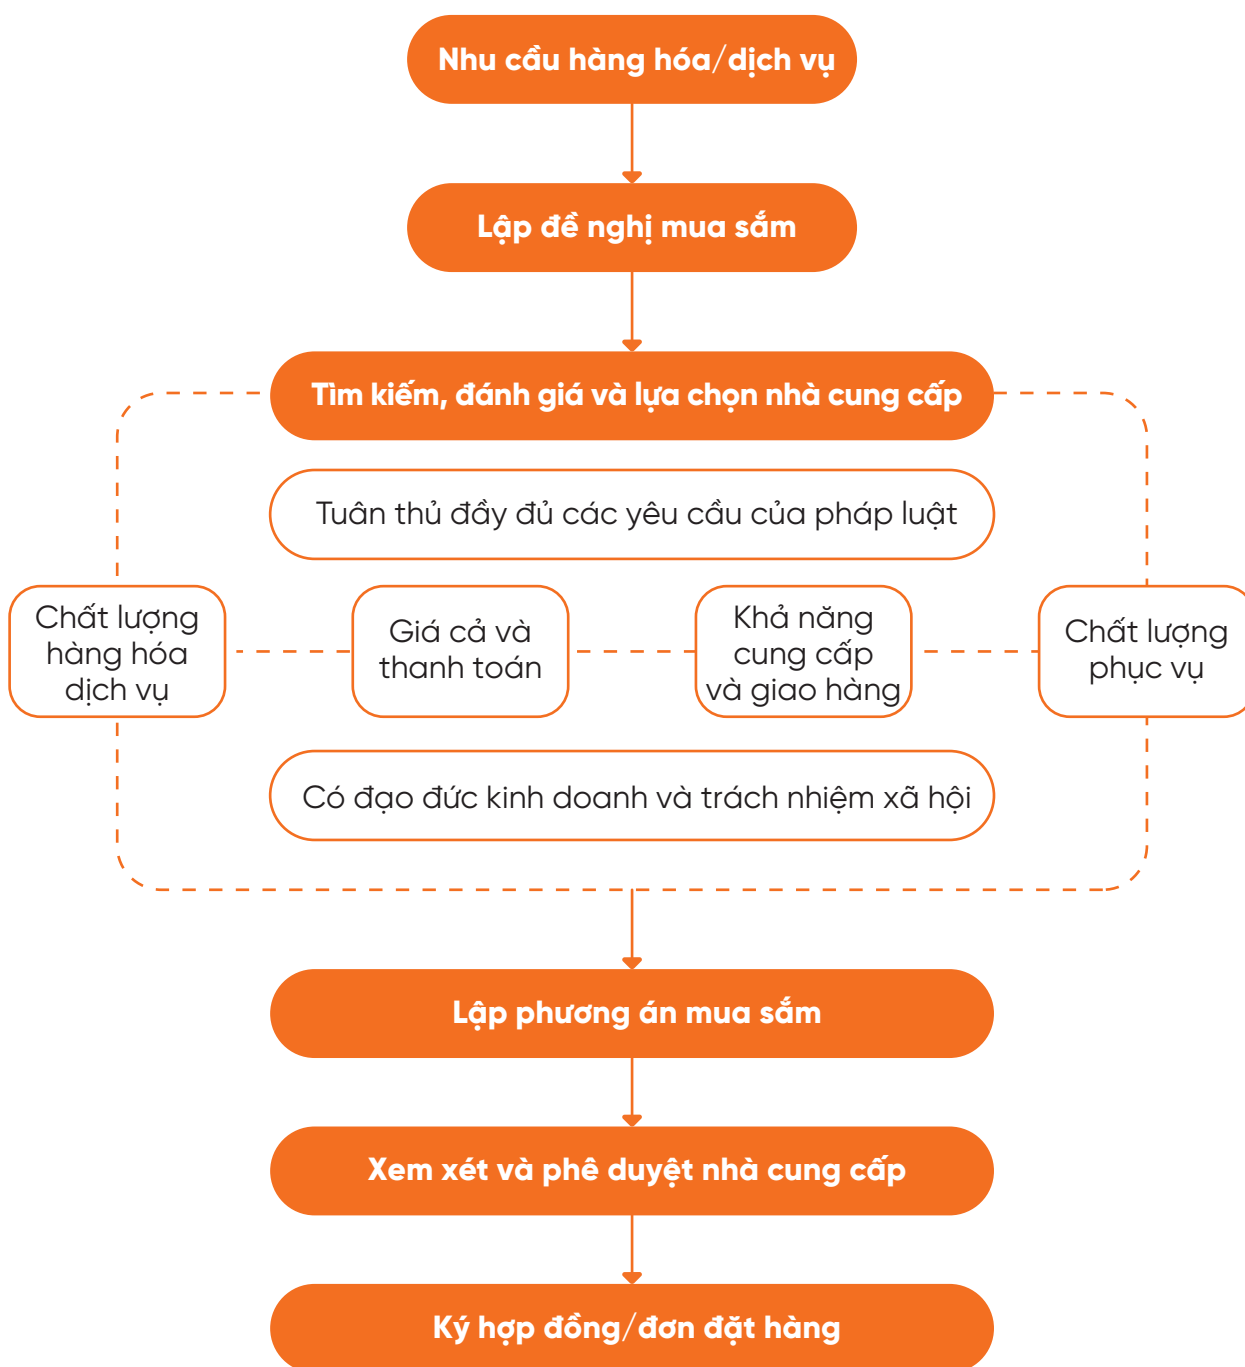 Nhu cầu hàng hóa/dịch vụ
Lập đề nghị mua sắm
Tìm kiếm, đánh giá và lựa chọn nhà cung cấp
Tuân thủ đầy đủ các yêu cầu của pháp luật
Chất lượng
hàng hóa
dịch vụ
Giá cả và
thanh toán
Khả năng
cung cấp
và giao hàng
Chất lượng
phục vụ
Có đạo đức kinh doanh và trách nhiệm xã hội
Lập phương án mua sắm
Xem xét và phê duyệt nhà cung cấp
Ký hợp đồng/đơn đặt hàng